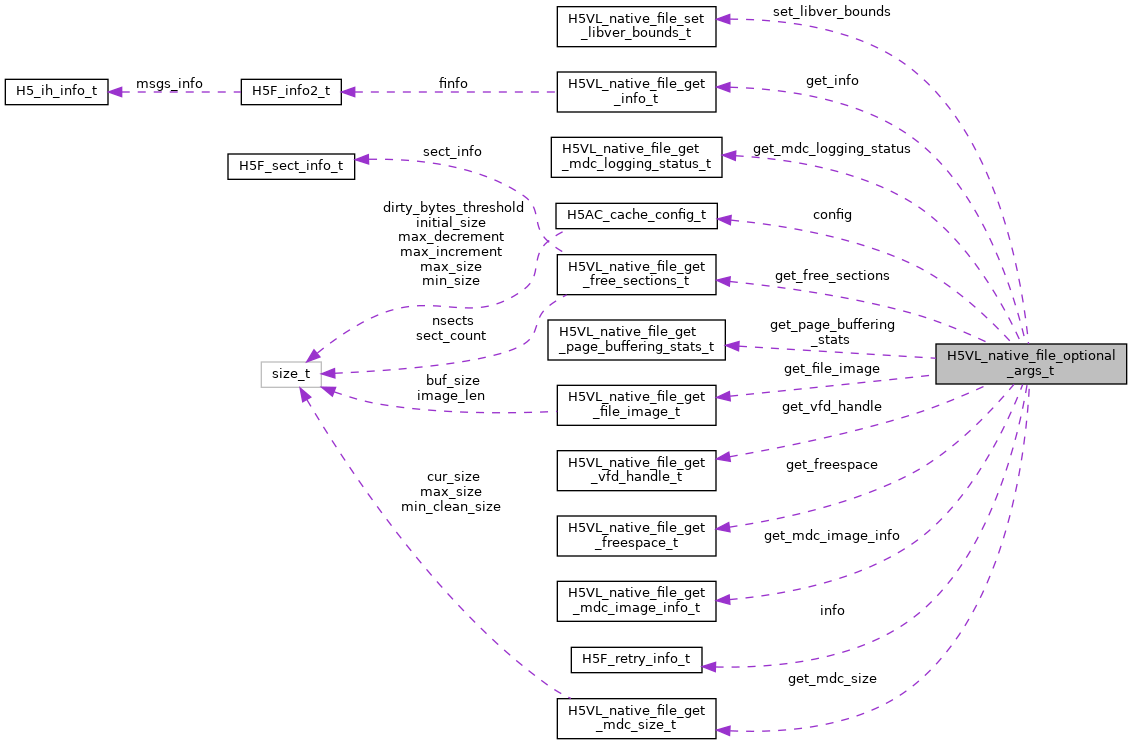 H5VL_native_file_set
_libver_bounds_t
set_libver_bounds
H5_ih_info_t
msgs_info
H5F_info2_t
finfo
H5VL_native_file_get
_info_t
get_info
H5VL_native_file_get
_mdc_logging_status_t
get_mdc_logging_status
H5F_sect_info_t
sect_info
dirty_bytes_threshold
initial_size
max_decrement
max_increment
max_size
min_size
H5AC_cache_config_t
config
H5VL_native_file_get
_free_sections_t
get_free_sections
nsects
sect_count
H5VL_native_file_get
_page_buffering_stats_t
get_page_buffering
_stats
H5VL_native_file_optional
_args_t
size_t
buf_size
image_len
H5VL_native_file_get
_file_image_t
get_file_image
H5VL_native_file_get
_vfd_handle_t
get_vfd_handle
cur_size
max_size
min_clean_size
H5VL_native_file_get
_freespace_t
get_freespace
H5VL_native_file_get
_mdc_image_info_t
get_mdc_image_info
H5F_retry_info_t
info
H5VL_native_file_get
_mdc_size_t
get_mdc_size